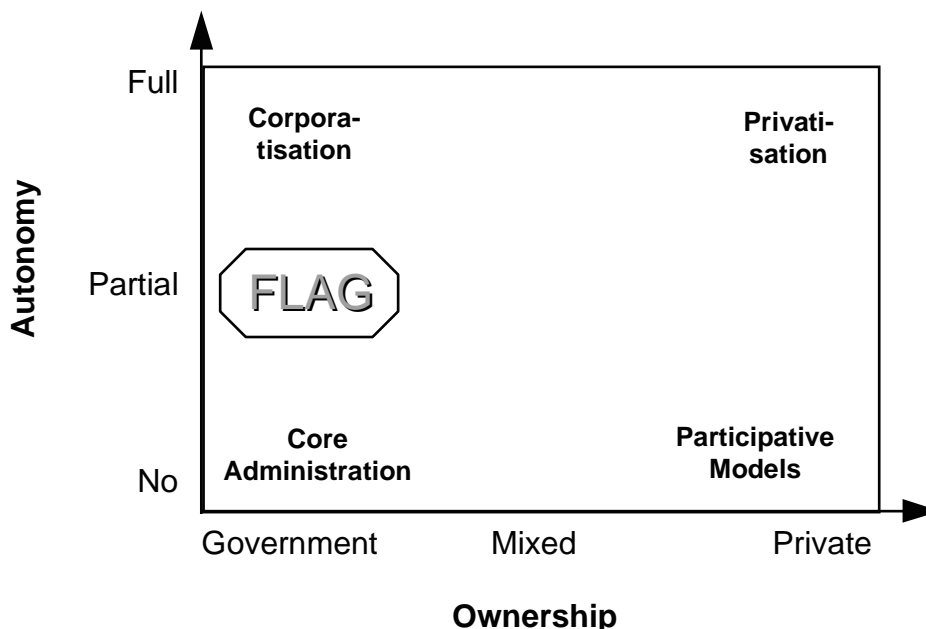 Full
Corpora-
tisation
Privati-
sation
Autonomy
Partial
FLAG
Core
Administration
Participative
Models
No
Government
Mixed
Private
Ownership